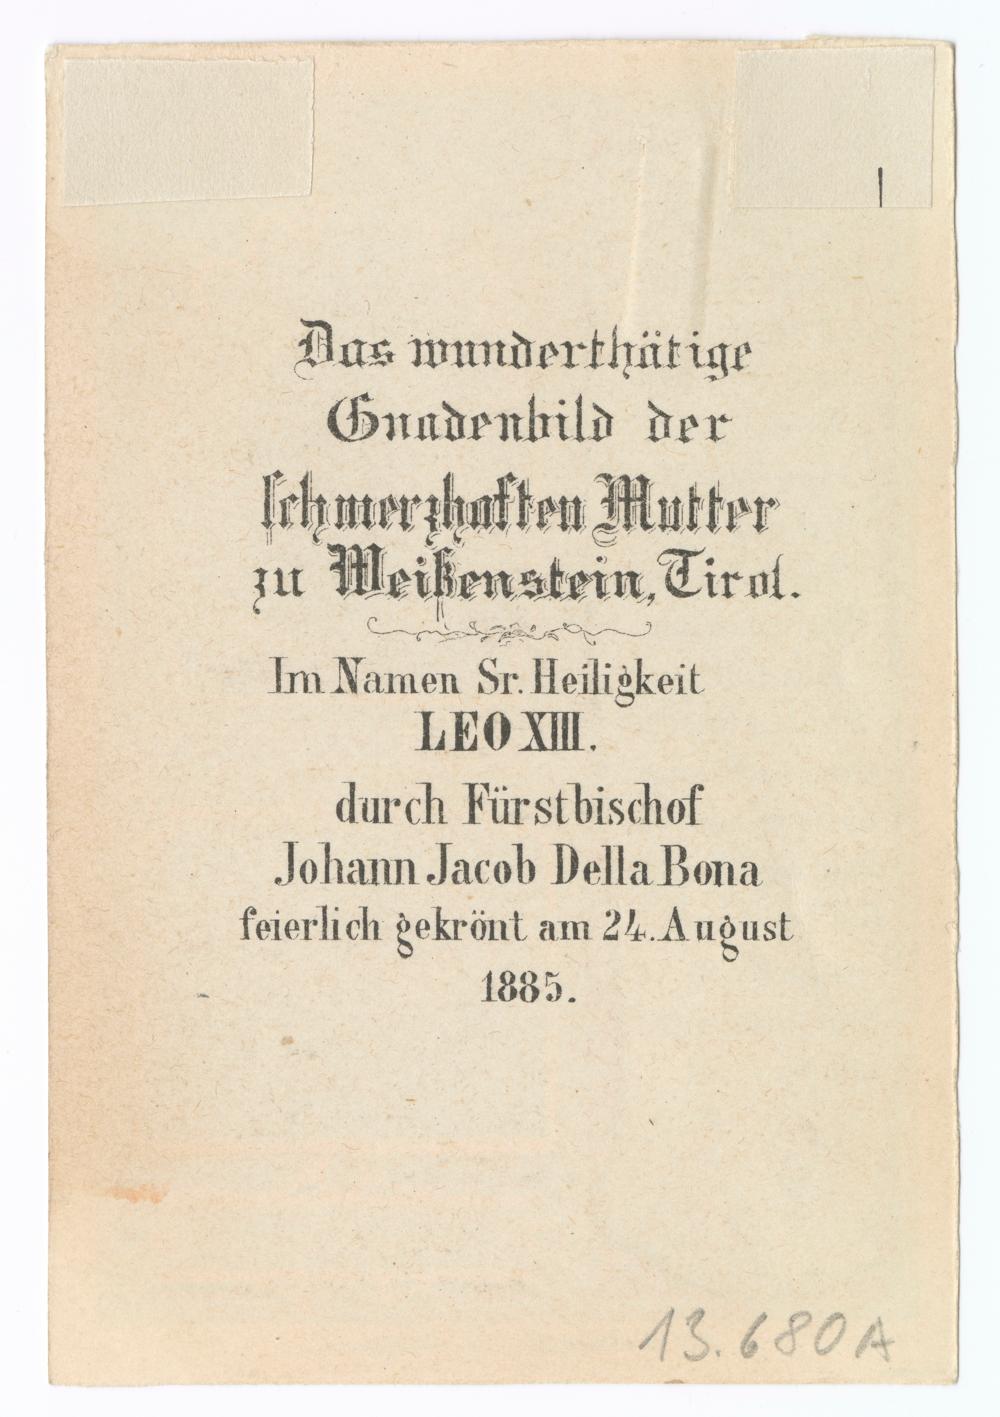 Das wunderthätige
Gnadenbild der
schmerzhaften Mutter
zu Weißenstein, Tirol.
Im Namen Sr. Heiligkeit
LEO XIII.
durch Fürstbischof
Johann Jacob Della Bona
feierlich gekrönt am 24. August
1885.
13.680A